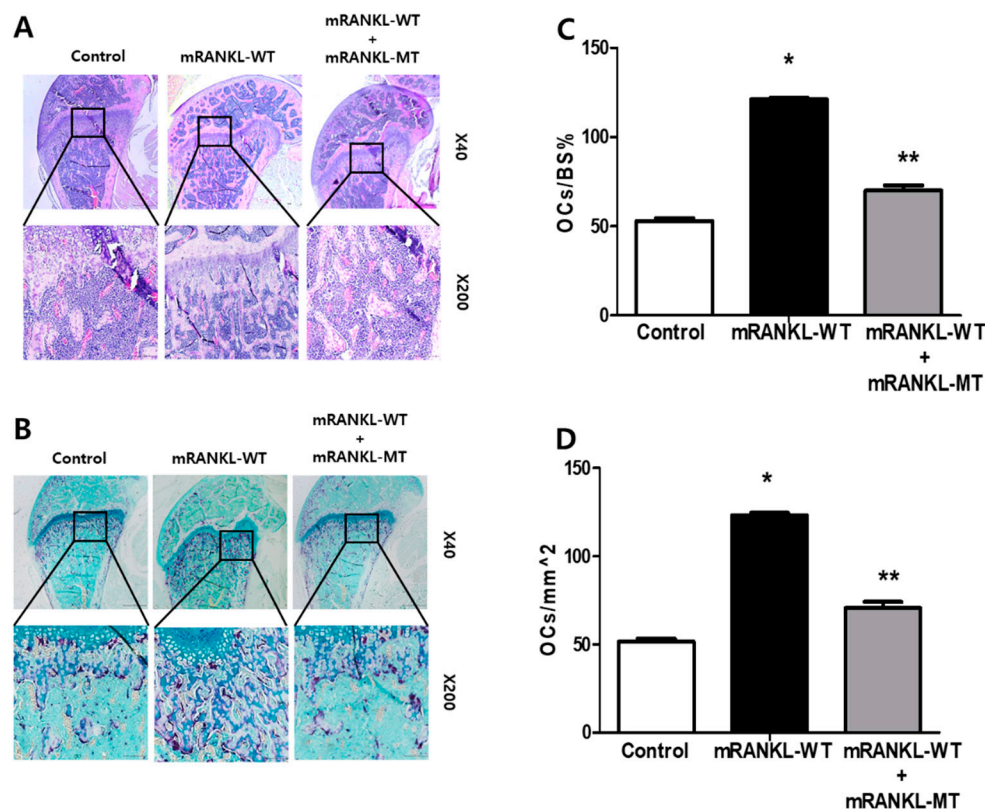 A
Control
mRANKL-WT
mRANKL-WT
+
mRANKL-MT
X40
X200
B
Control
mRANKL-WT
mRANKL-WT
+
mRANKL-MT
X40
X200
C
OCs/BS%
150
100
50
0
*
**
Control
mRANKL-WT
mRANKL-WT
+
mRANKL-MT
D
OCs/mm^2
150
100
50
0
*
**
Control
mRANKL-WT
mRANKL-WT
+
mRANKL-MT